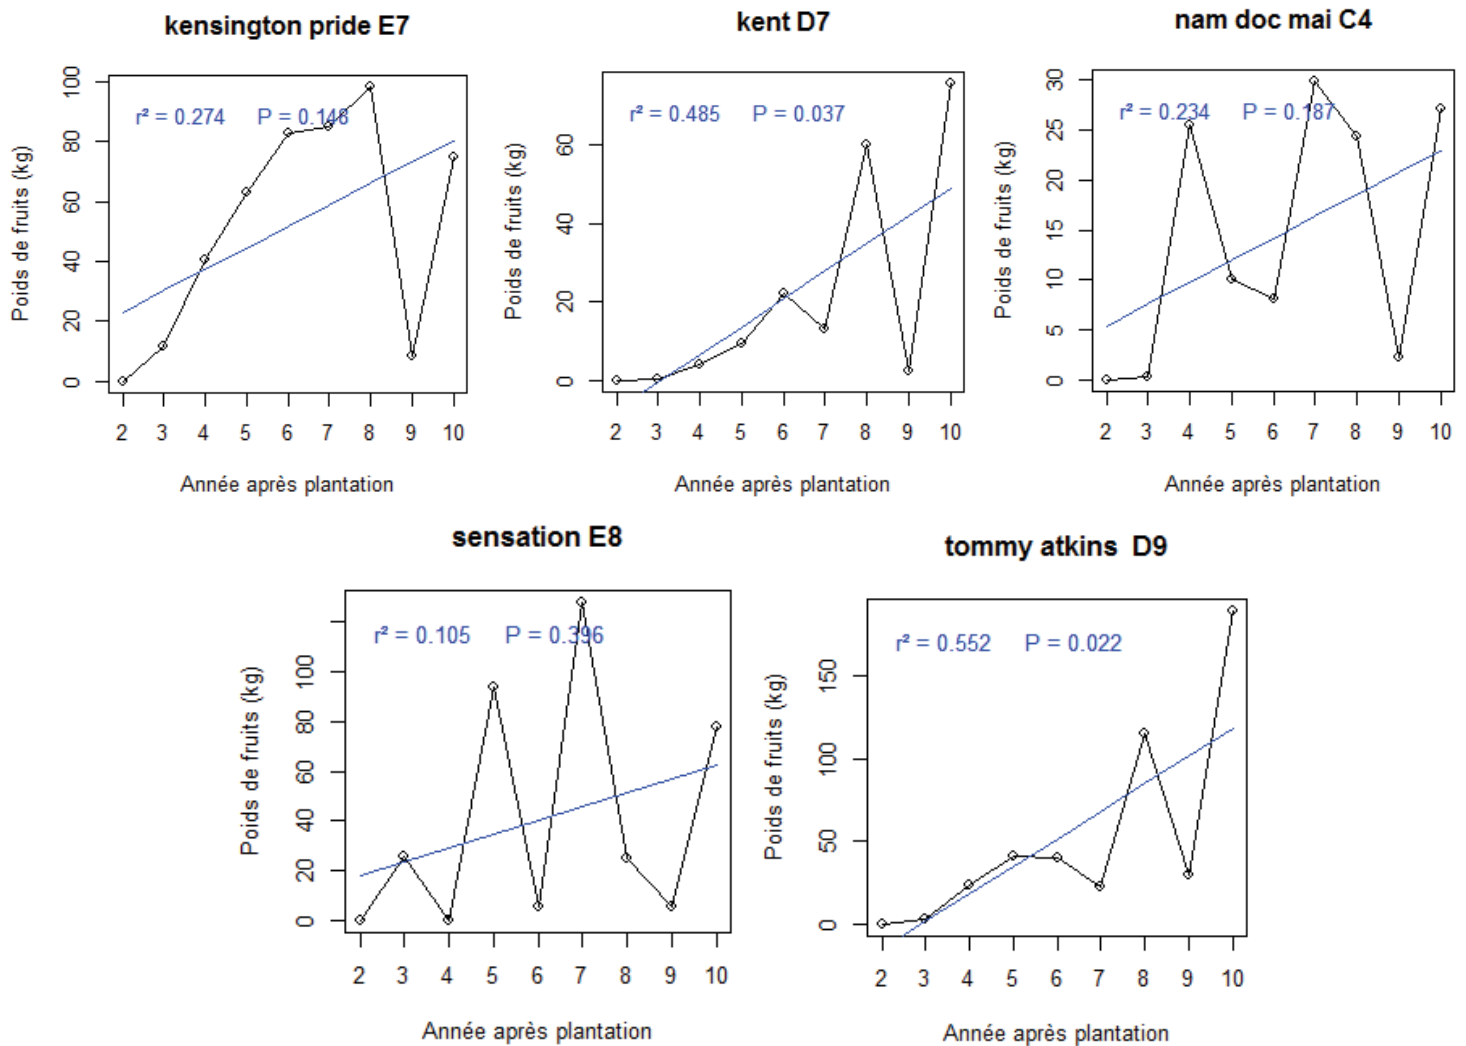 kensington pride E7
r² = 0.274 P = 0.148
Poids de fruits (kg)
0 20 40 60 80 100
2 3 4 5 6 7 8 9 10
Année après plantation
kent D7
r² = 0.485 P = 0.037
Poids de fruits (kg)
0 20 40 60
2 3 4 5 6 7 8 9 10
Année après plantation
nam doc mai C4
r² = 0.234 P = 0.187
Poids de fruits (kg)
0 5 10 15 20 25 30
2 3 4 5 6 7 8 9 10
Année après plantation
sensation E8
r² = 0.105 P = 0.396
Poids de fruits (kg)
0 20 40 60 80 100
2 3 4 5 6 7 8 9 10
Année après plantation
tommy atkins D9
r² = 0.552 P = 0.022
Poids de fruits (kg)
0 50 100 150
2 3 4 5 6 7 8 9 10
Année après plantation